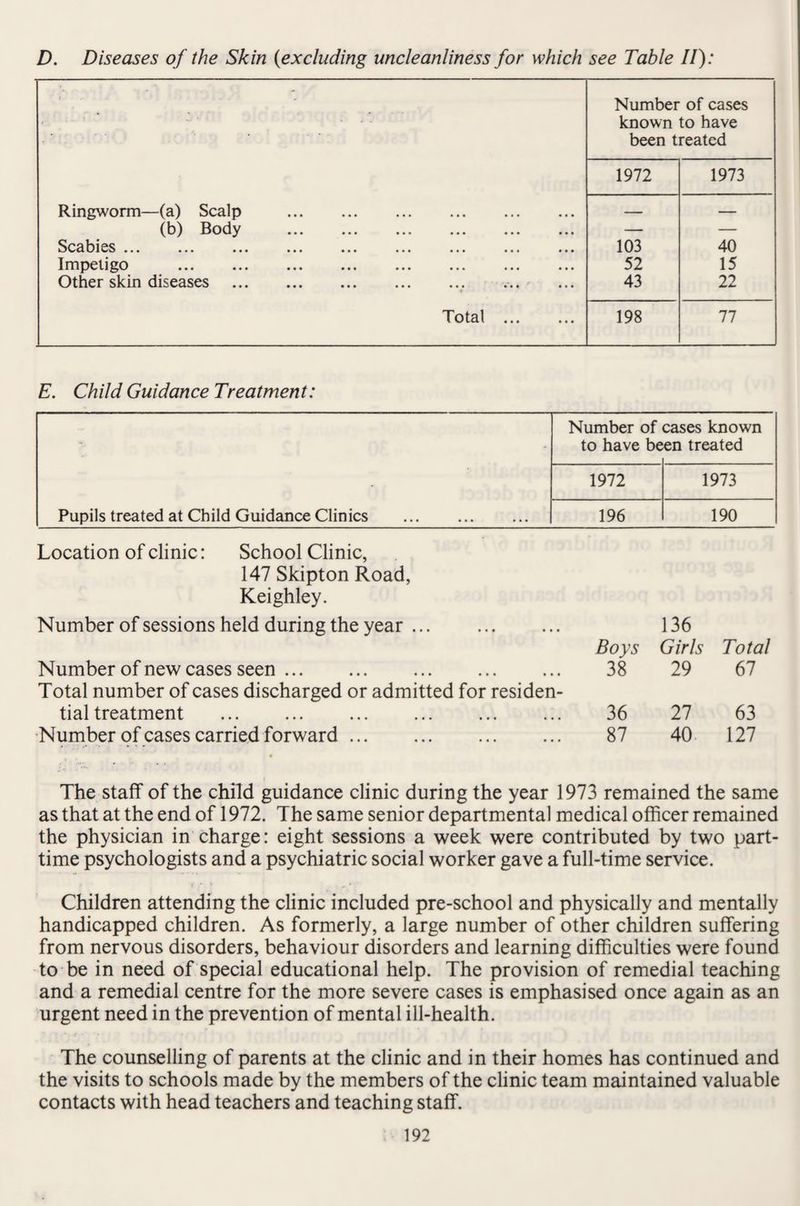 D. Diseases of the Skin (excluding uncleanliness for which see Table II):
Number of cases
known to have
been treated
1972 1973
Ringworm—(a) Scalp ... ... ... ... ... ... — —
(b) Body ... ... ... ... ... ... — —
Scabies ... ... ... ... ... ... ... ... ... 103 40
Impetigo ... ... ... ... ... ... ... ... 52 15
Other skin diseases ... ... ... ... ... ... ... 43 22
Total ... ... 198 77
E. Child Guidance Treatment:
Number of cases known
to have been treated
1972 1973
Pupils treated at Child Guidance Clinics ... ... ... 196 190
Location of clinic: School Clinic,
147 Skipton Road,
Keighley.
Number of sessions held during the year ... ... ... 136
Boys Girls Total
Number of new cases seen ... ... ... ... ... 38 29 67
Total number of cases discharged or admitted for residen-
tial treatment ... ... ... ... ... ... 36 27 63
Number of cases carried forward ... ... ... ... 87 40 127
The staff of the child guidance clinic during the year 1973 remained the same
as that at the end of 1972. The same senior departmental medical officer remained
the physician in charge: eight sessions a week were contributed by two part-
time psychologists and a psychiatric social worker gave a full-time service.
Children attending the clinic included pre-school and physically and mentally
handicapped children. As formerly, a large number of other children suffering
from nervous disorders, behaviour disorders and learning difficulties were found
to be in need of special educational help. The provision of remedial teaching
and a remedial centre for the more severe cases is emphasised once again as an
urgent need in the prevention of mental ill-health.
The counselling of parents at the clinic and in their homes has continued and
the visits to schools made by the members of the clinic team maintained valuable
contacts with head teachers and teaching staff.
192